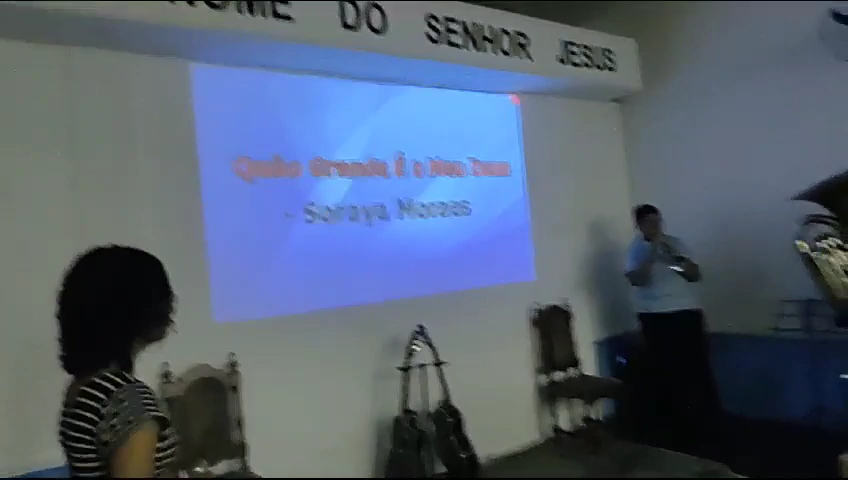 NOME DO SENHOR JESUS
Quão Grande É o Meu Deus
- Soraya Moraes